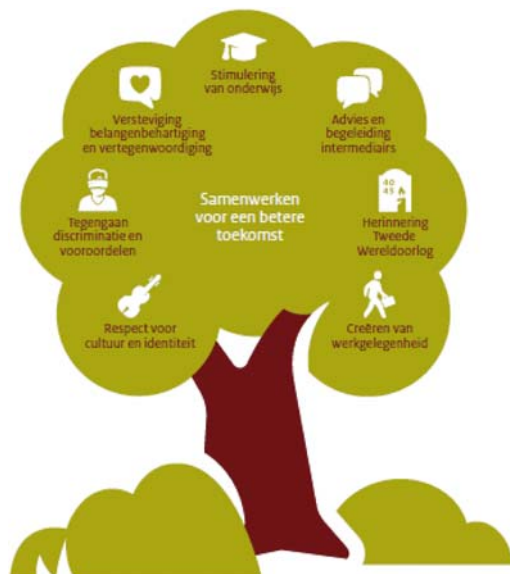 Stimulering
van onderwijs
Versteviging
belangenbehartiging
en vertegenwoordiging
Advies en
begeleiding
intermediairs
Tegengaan
discriminatie en
vooroordelen
Samenwerken
voor een betere
toekomst
40
45
Herinnering
Tweede
Wereldoorlog
Respect voor
cultuur en identiteit
Creëren van
werkgelegenheid